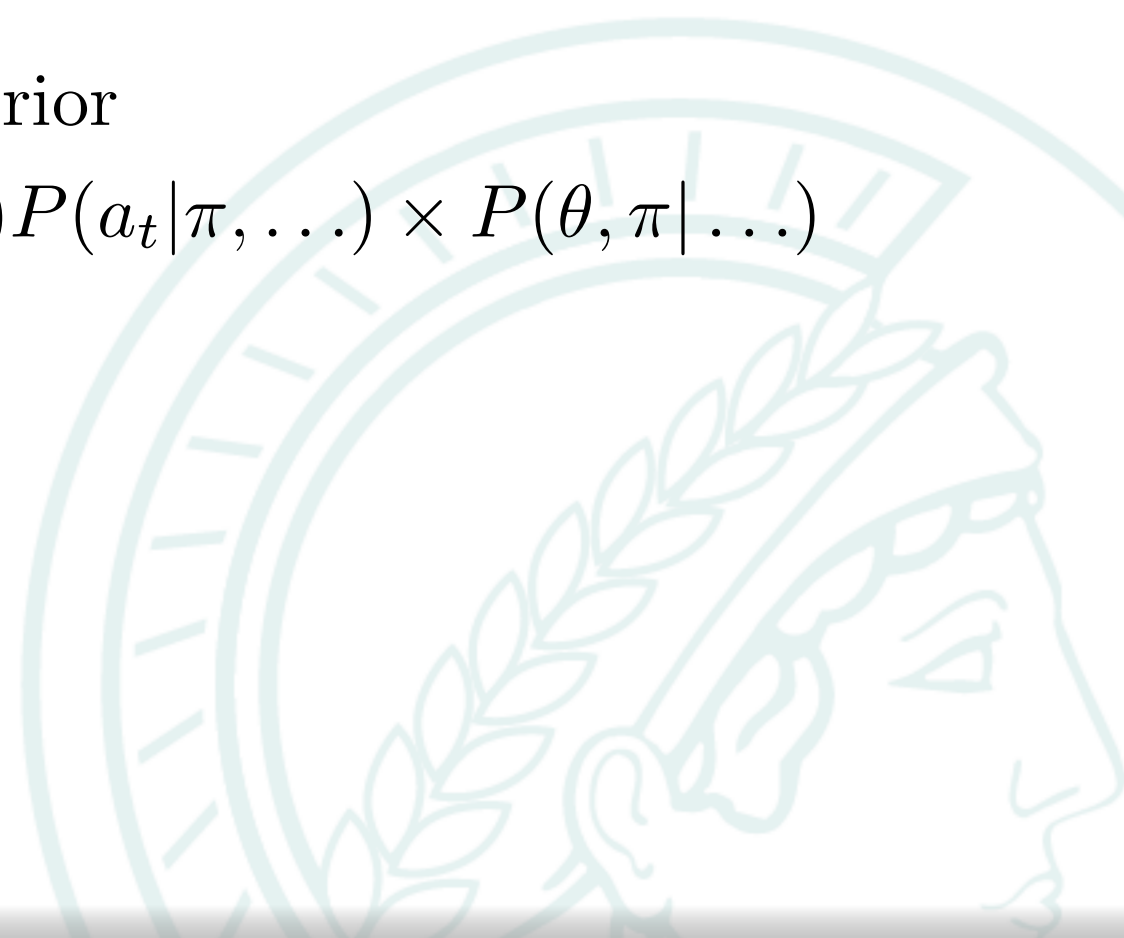 rior
)P(a_t|π, . . .) × P(θ, π| . . .)